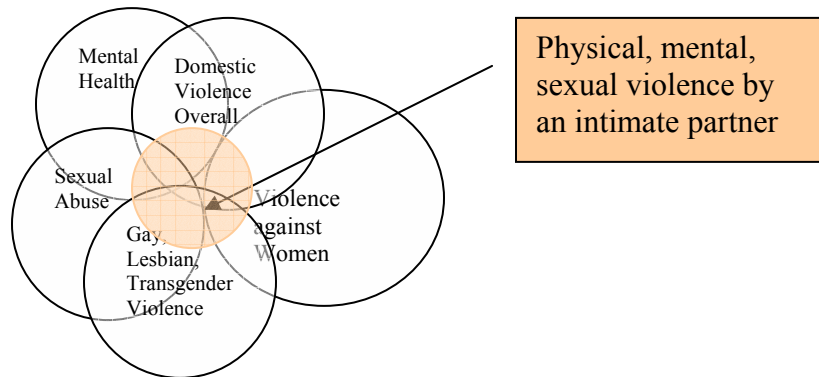 Mental
Health
Domestic
Violence
Overall
Physical, mental,
sexual violence by
an intimate partner
Sexual
Abuse
Violence
against
Women
Gay,
Lesbian,
Transgender
Violence